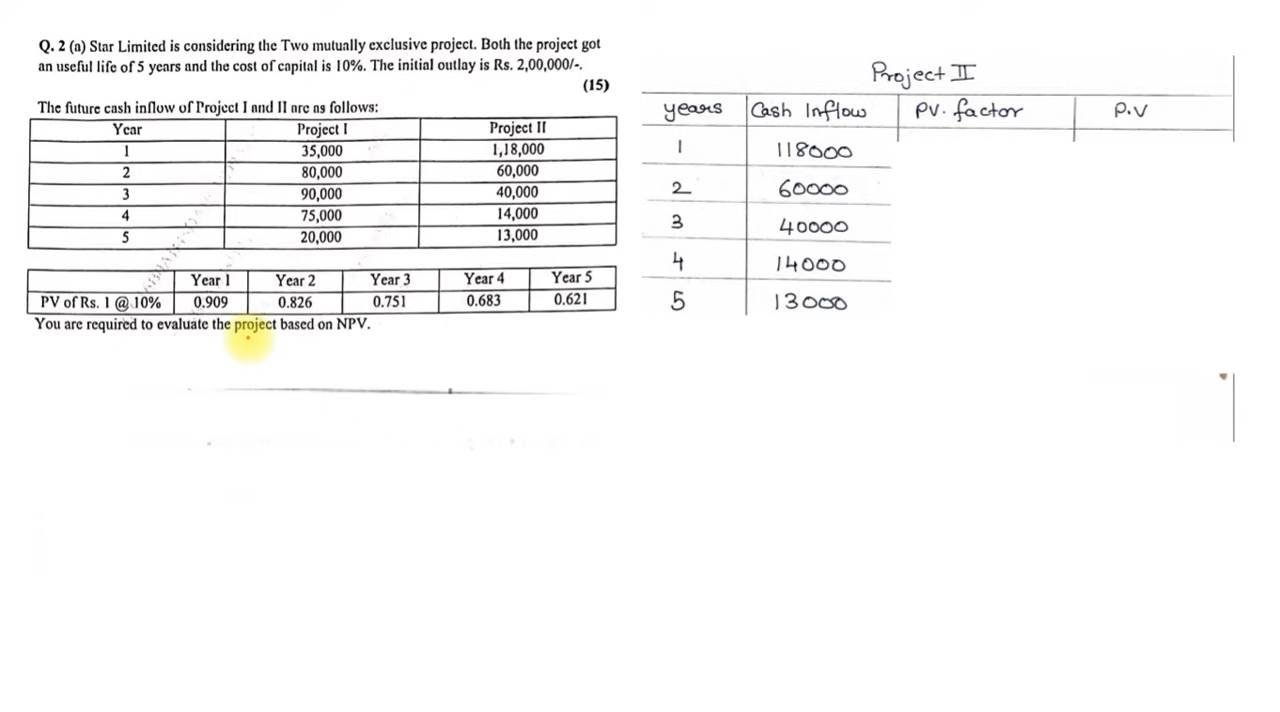 Q. 2 (a) Star Limited is considering the Two mutually exclusive project. Both the project got
an useful life of 5 years and the cost of capital is 10%. The initial outlay is Rs. 2,00,000/-.
(15)
The future cash inflow of Project I and II are as follows:
Year Project I Project II
1 35,000 1,18,000
2 80,000 60,000
3 90,000 40,000
4 75,000 14,000
5 20,000 13,000
Year 1 Year 2 Year 3 Year 4 Year 5
PV of Rs. 1 @ 10% 0.909 0.826 0.751 0.683 0.621
You are required to evaluate the project based on NPV.
Project II
years Cash Inflow PV. factor P.V
1 118000
2 60000
3 40000
4 14000
5 13000